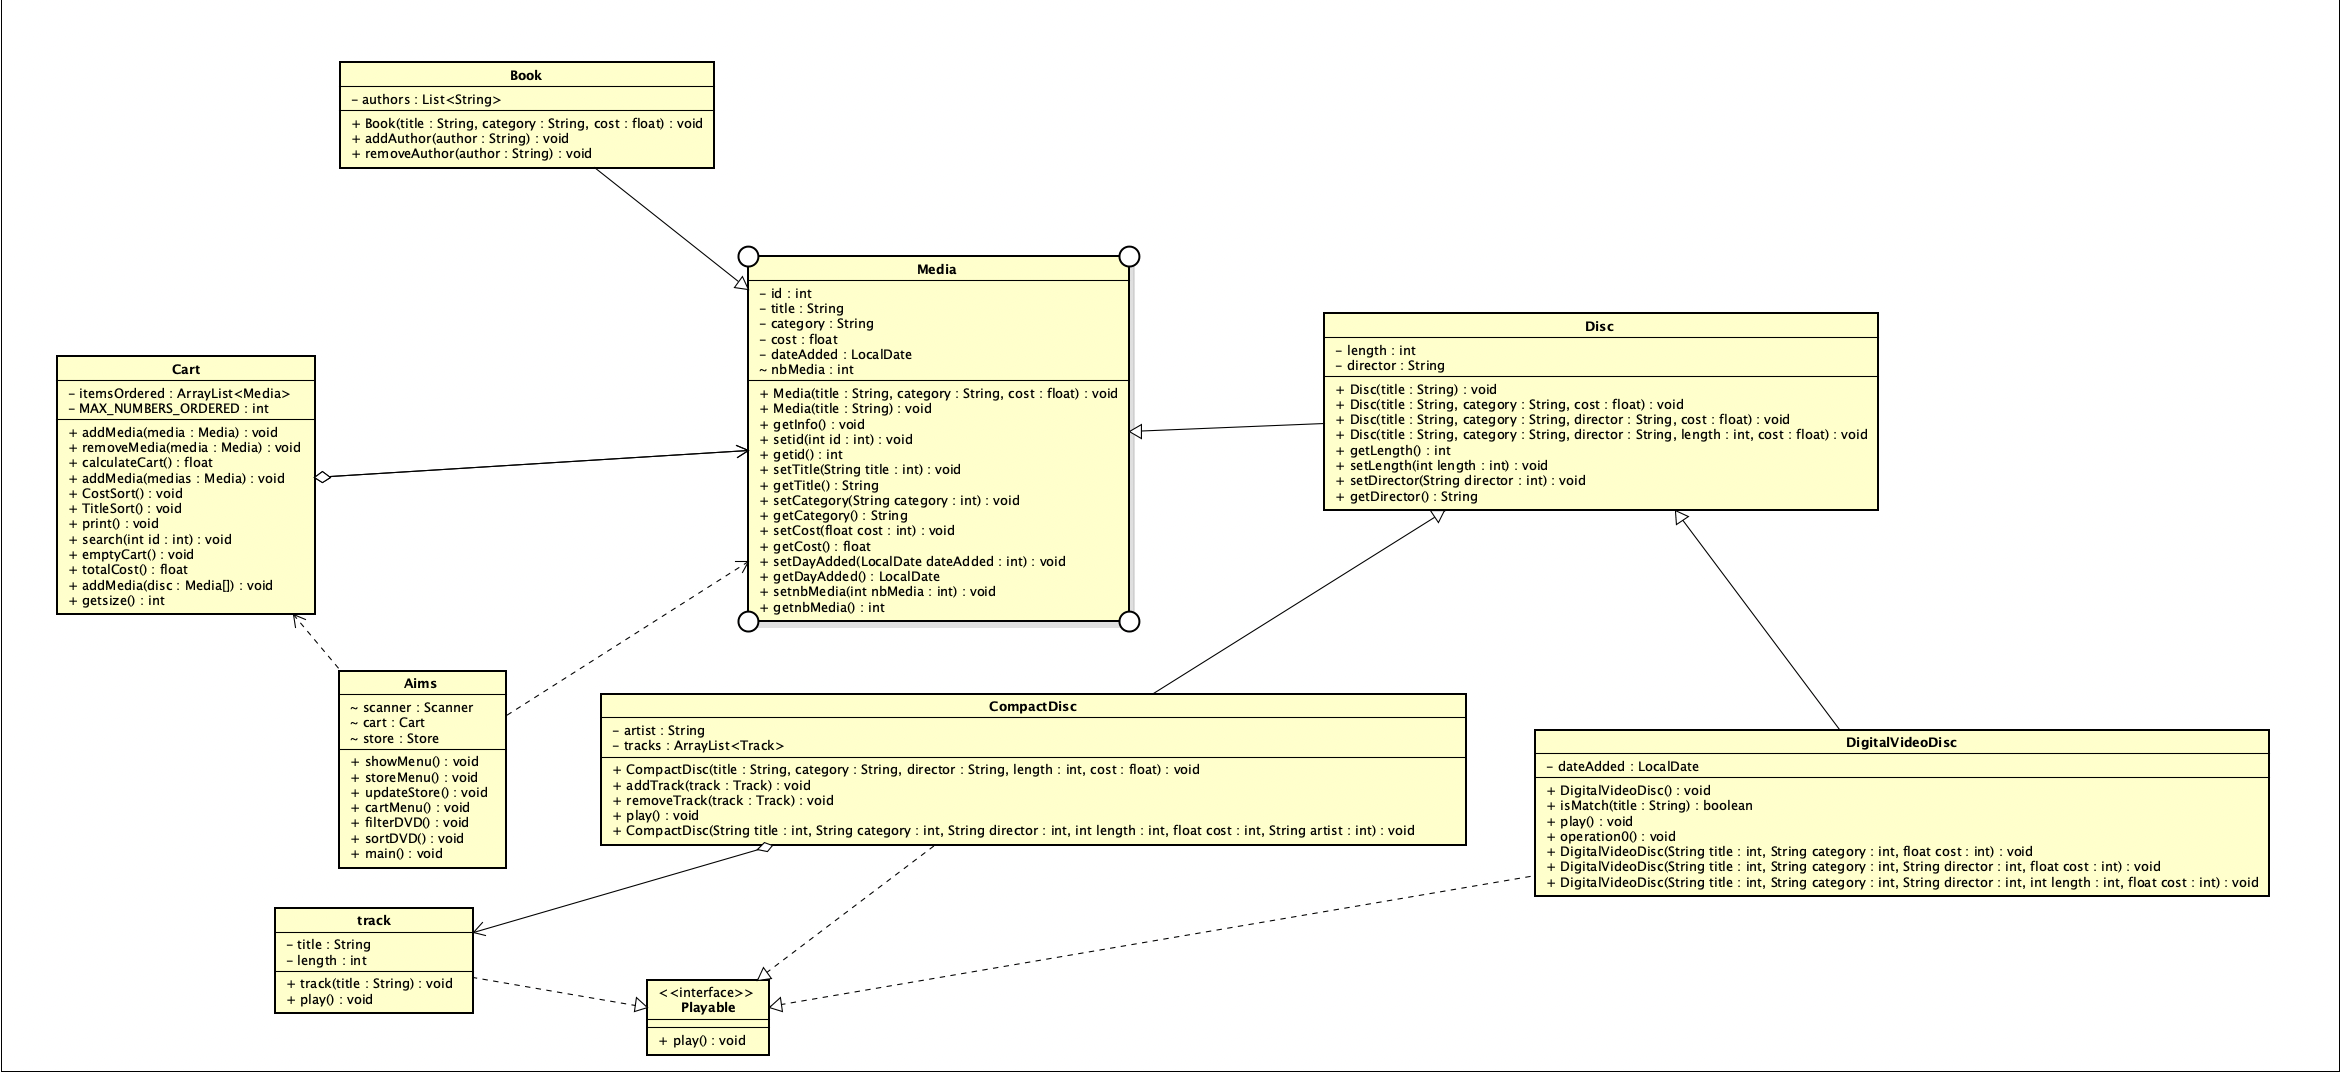 Book
– authors : List<String>
+ Book(title : String, category : String, cost : float) : void
+ addAuthor(author : String) : void
+ removeAuthor(author : String) : void
Media
– id : int
– title : String
– category : String
– cost : float
– dateAdded : LocalDate
~ nbMedia : int
+ Media(title : String, category : String, cost : float) : void
+ Media(title : String) : void
+ getInfo() : void
+ setid(int id : int) : void
+ getid() : int
+ setTitle(String title : int) : void
+ getTitle() : String
+ setCategory(String category : int) : void
+ getCategory() : String
+ setCost(float cost : int) : void
+ getCost() : float
+ setDayAdded(LocalDate dateAdded : int) : void
+ getDayAdded() : LocalDate
+ setnbMedia(int nbMedia : int) : void
+ getnbMedia() : int
Disc
– length : int
– director : String
+ Disc(title : String) : void
+ Disc(title : String, category : String, cost : float) : void
+ Disc(title : String, category : String, director : String, cost : float) : void
+ Disc(title : String, category : String, director : String, length : int, cost : float) : void
+ getLength() : int
+ setLength(int length : int) : void
+ setDirector(String director : int) : void
+ getDirector() : String
Cart
– itemsOrdered : ArrayList<Media>
– MAX_NUMBERS_ORDERED : int
+ addMedia(media : Media) : void
+ removeMedia(media : Media) : void
+ calculateCart() : float
+ addMedia(medias : Media) : void
+ CostSort() : void
+ TitleSort() : void
+ print() : void
+ search(int id : int) : void
+ emptyCart() : void
+ totalCost() : float
+ addMedia(disc : Media[]) : void
+ getsize() : int
Aims
~ scanner : Scanner
~ cart : Cart
~ store : Store
+ showMenu() : void
+ storeMenu() : void
+ updateStore() : void
+ cartMenu() : void
+ filterDVD() : void
+ sortDVD() : void
+ main() : void
CompactDisc
– artist : String
– tracks : ArrayList<Track>
+ CompactDisc(title : String, category : String, director : String, length : int, cost : float) : void
+ addTrack(track : Track) : void
+ removeTrack(track : Track) : void
+ play() : void
+ CompactDisc(String title : int, String category : int, String director : int, int length : int, float cost : int, String artist : int) : void
DigitalVideoDisc
– dateAdded : LocalDate
+ DigitalVideoDisc() : void
+ isMatch(title : String) : boolean
+ play() : void
+ operation0() : void
+ DigitalVideoDisc(String title : int, String category : int, float cost : int) : void
+ DigitalVideoDisc(String title : int, String category : int, String director : int, float cost : int) : void
+ DigitalVideoDisc(String title : int, String category : int, String director : int, int length : int, float cost : int) : void
track
– title : String
– length : int
+ track(title : String) : void
+ play() : void
<<interface>>
Playable
+ play() : void